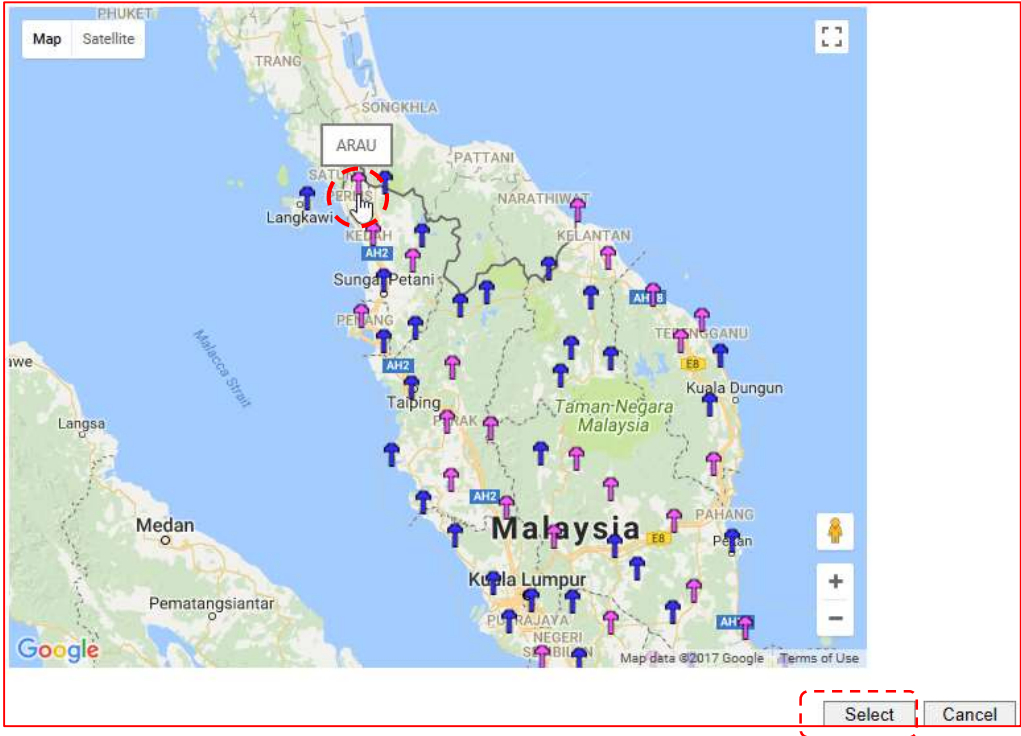 PHUKET
Map Satellite
TRANG
SONGKHLA
ARAU
PATTANI
SATUN
PERLIS
NARATHIWAT
Langkawi
KEDAH
KELANTAN
AH2
Sungai Petani
AH18
PENANG
TERENGGANU
Malacca Strait
AH2
E8
Kuala Dungun
Taiping
Taman Negara
Malaysia
PERAK
Langsa
AH2
PAHANG
Medan
Malaysia
E8
Pekan
Kuala Lumpur
Pematangsiantar
PUTRAJAYA
NEGERI
SEMBILAN
Google
Map data ©2017 Google Terms of Use
Select Cancel